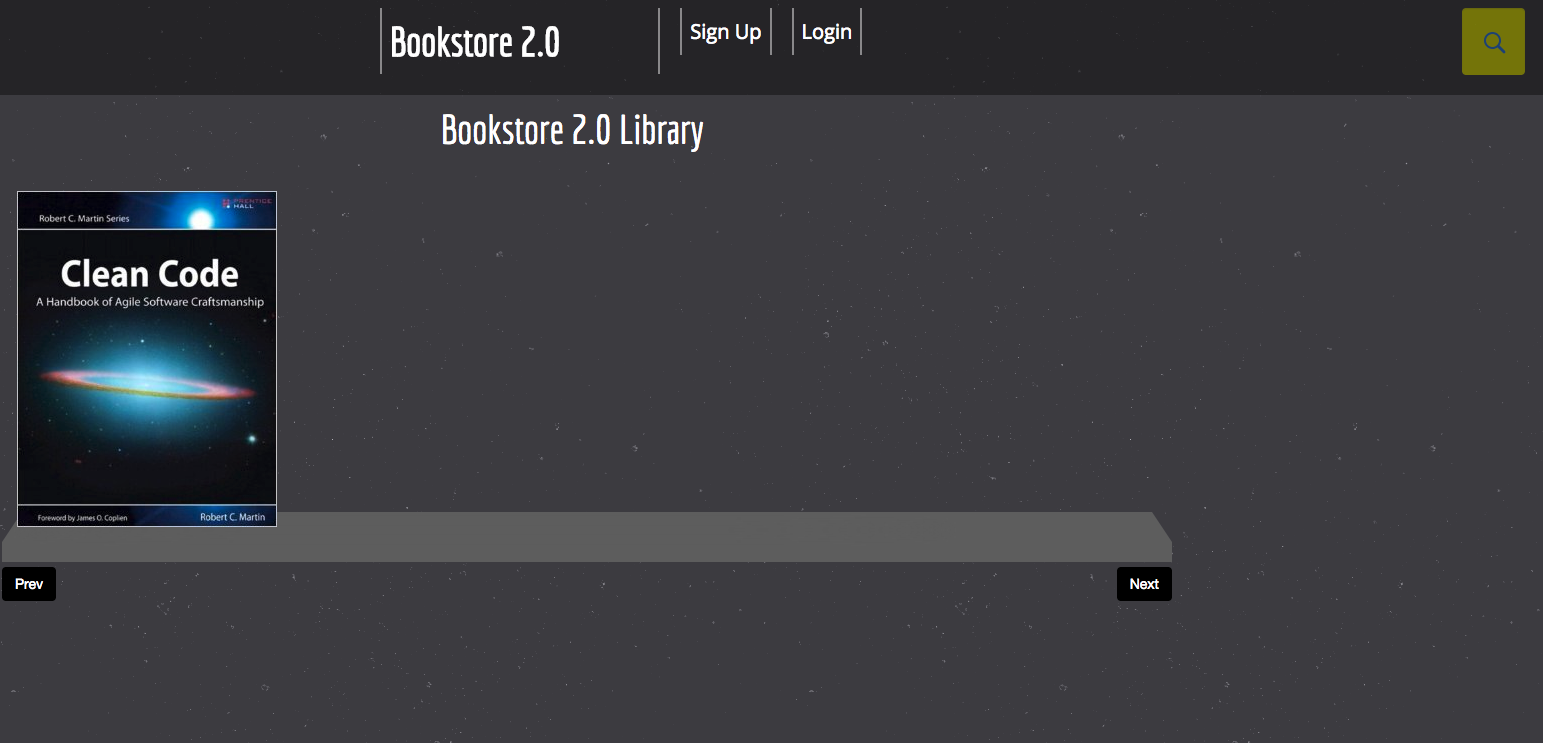 Bookstore 2.0
Sign Up
Login
Bookstore 2.0 Library
PRENTICE
HALL
Robert C. Martin Series
Clean Code
A Handbook of Agile Software Craftsmanship
Foreword by James O. Coplien
Robert C. Martin
Prev
Next